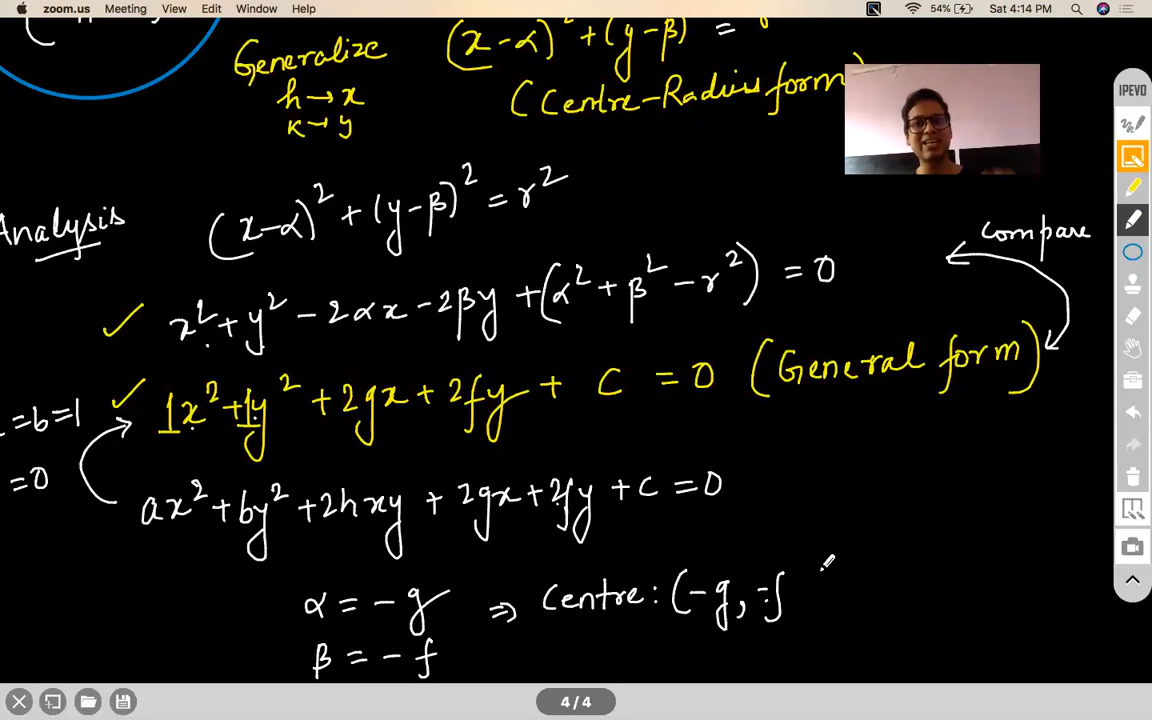 zoom.us Meeting View Edit Window Help 54% Sat 4:14 PM
Generalize (x-α)² + (y-β) =
h → x
k → y
(Centre-Radius form)
IPEVO
Analysis (x-α)² + (y-β)² = r²
compare
x² + y² - 2αx - 2βy + (α² + β² - r²) = 0
1x² + 1y² + 2gx + 2fy + C = 0 (General form)
=b=1
=0
ax² + by² + 2hxy + 2gx + 2fy + C = 0
α = -g ⇒ Centre: (-g, -f
β = -f
4/4